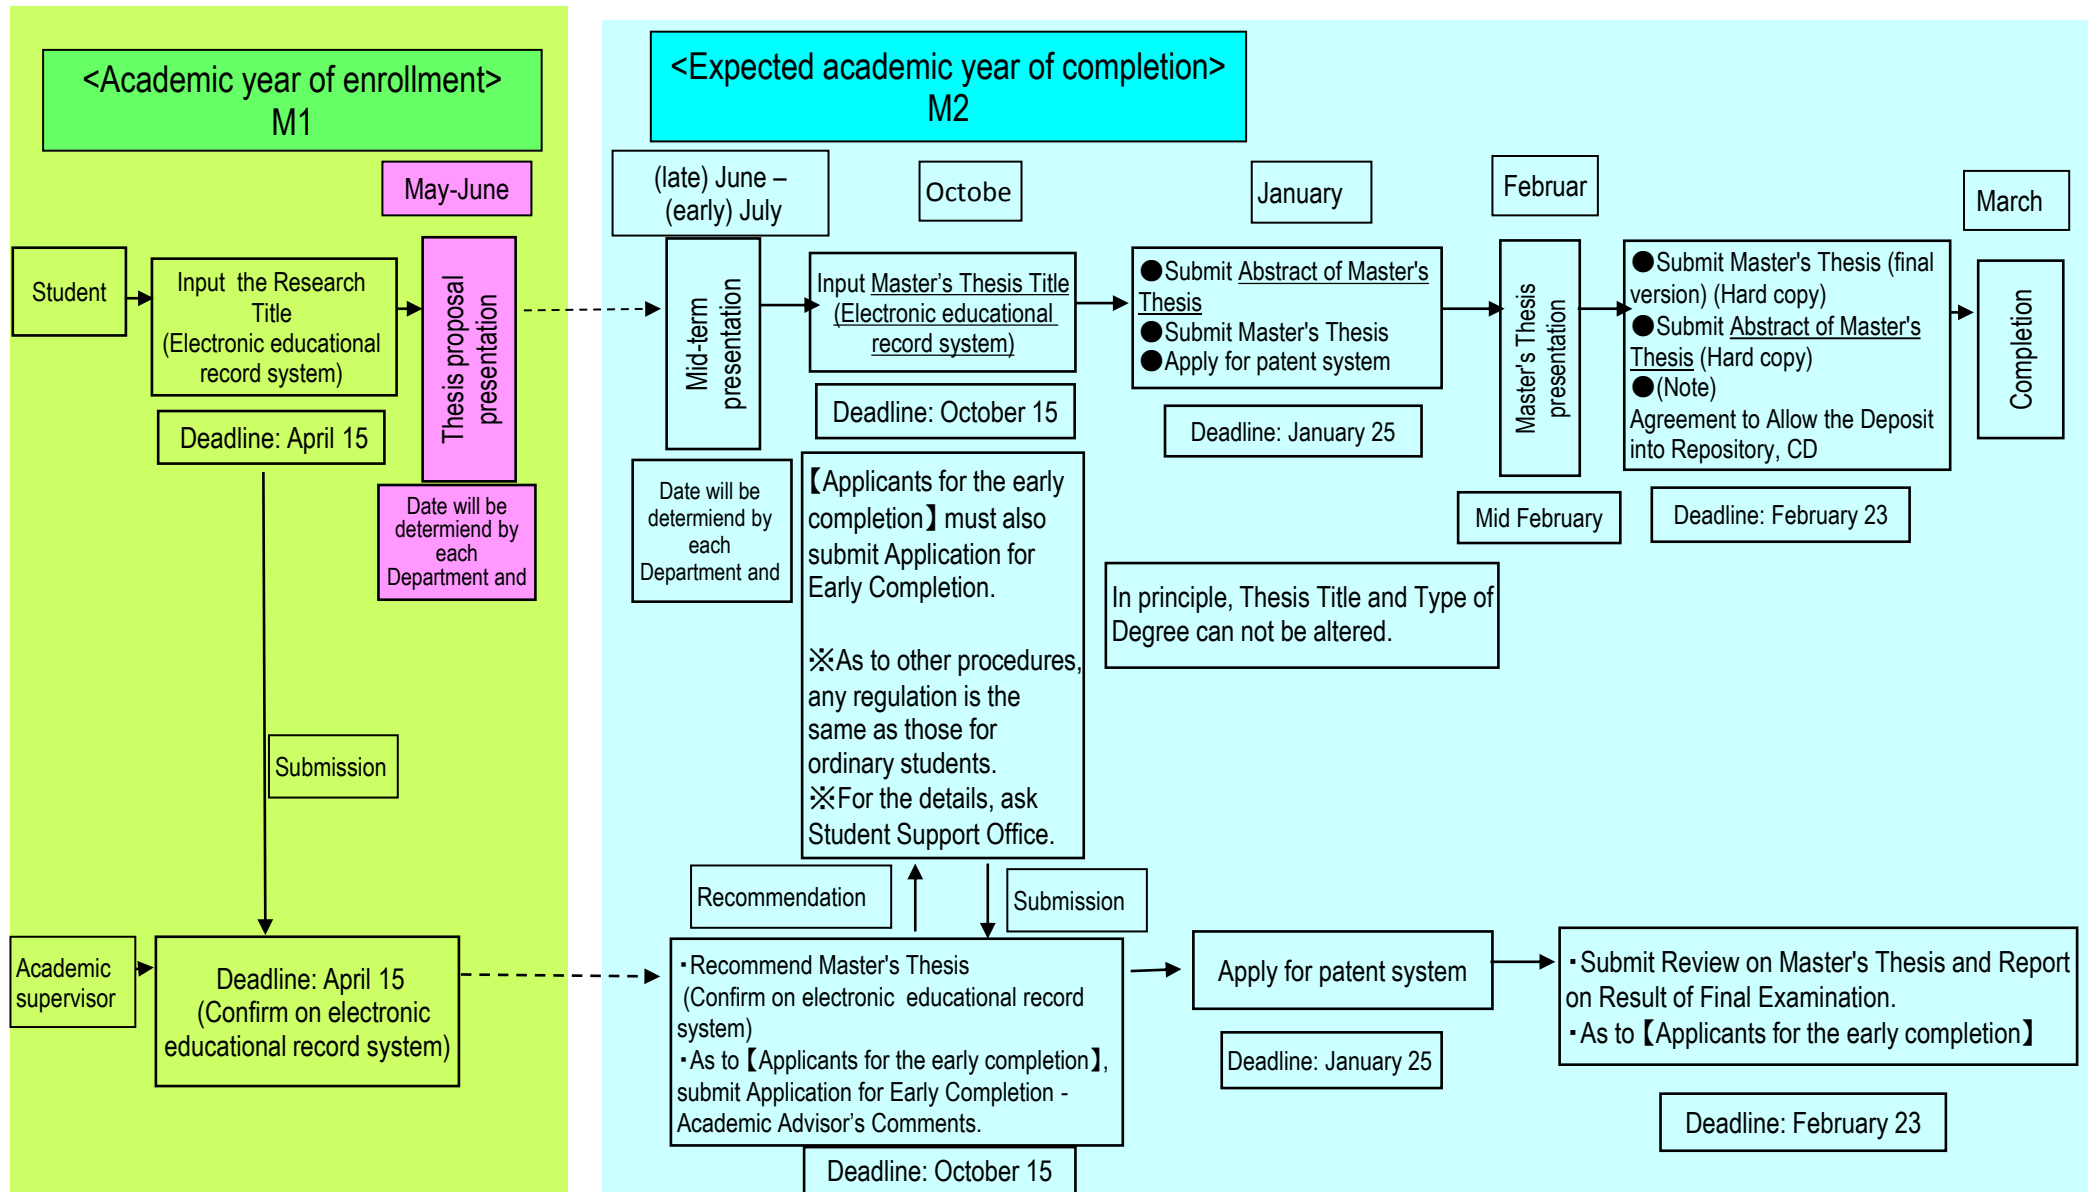 <Academic year of enrollment>
M1
May-June
Student
Input the Research
Title
(Electronic educational
record system)
Deadline: April 15
Thesis proposal
presentation
Date will be
determiend by
each
Department and
Submission
Academic
supervisor
Deadline: April 15
(Confirm on electronic
educational record system)
<Expected academic year of completion>
M2
(late) June –
(early) July
Octobe
January
Februar
March
Mid-term
presentation
Date will be
determiend by
each
Department and
Input Master's Thesis Title
(Electronic educational
record system)
Deadline: October 15
●Submit Abstract of Master's
Thesis
●Submit Master's Thesis
●Apply for patent system
Deadline: January 25
Master's Thesis
presentation
Mid February
●Submit Master's Thesis (final
version) (Hard copy)
●Submit Abstract of Master's
Thesis (Hard copy)
●(Note)
Agreement to Allow the Deposit
into Repository, CD
Deadline: February 23
Completion
【Applicants for the early
completion】must also
submit Application for
Early Completion.
※As to other procedures,
any regulation is the
same as those for
ordinary students.
※For the details, ask
Student Support Office.
In principle, Thesis Title and Type of
Degree can not be altered.
Recommendation
Submission
・Recommend Master's Thesis
(Confirm on electronic educational record
system)
・As to【Applicants for the early completion】,
submit Application for Early Completion -
Academic Advisor's Comments.
Deadline: October 15
Apply for patent system
Deadline: January 25
・Submit Review on Master's Thesis and Report
on Result of Final Examination.
・As to【Applicants for the early completion】
Deadline: February 23